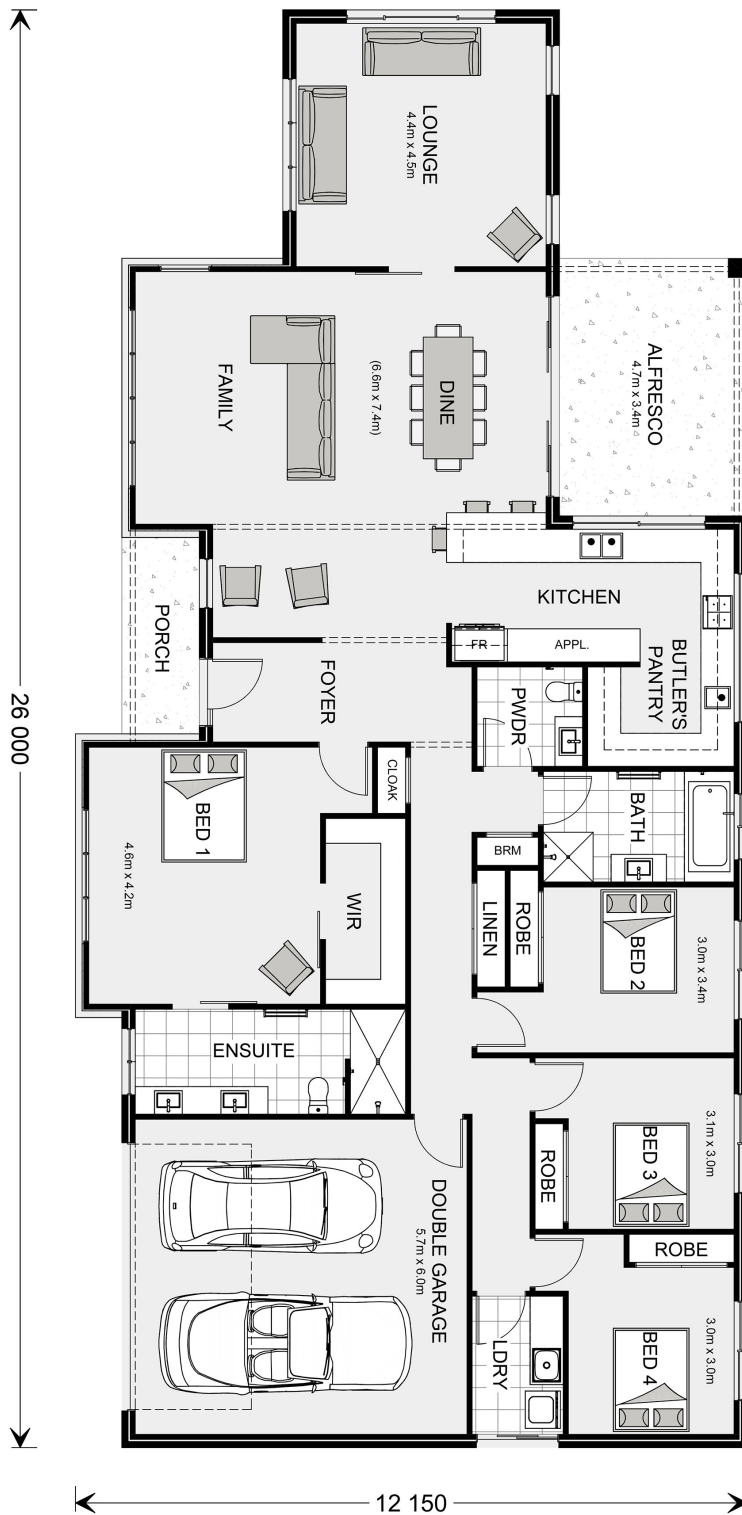 LOUNGE
4.4m x 4.5m
ALFRESCO
4.7m x 3.4m
FAMILY
(6.6m x 7.4m)
DINE
KITCHEN
FR
APPL.
BUTLER'S
PANTRY
PORCH
FOYER
PWDR
CLOAK
BATH
BED 1
4.6m x 4.2m
BRM
WIR
LINEN
ROBE
BED 2
3.0m x 3.4m
ENSUITE
BED 3
3.1m x 3.0m
ROBE
ROBE
DOUBLE GARAGE
5.7m x 6.0m
LDRY
BED 4
3.0m x 3.0m
26 000
12 150